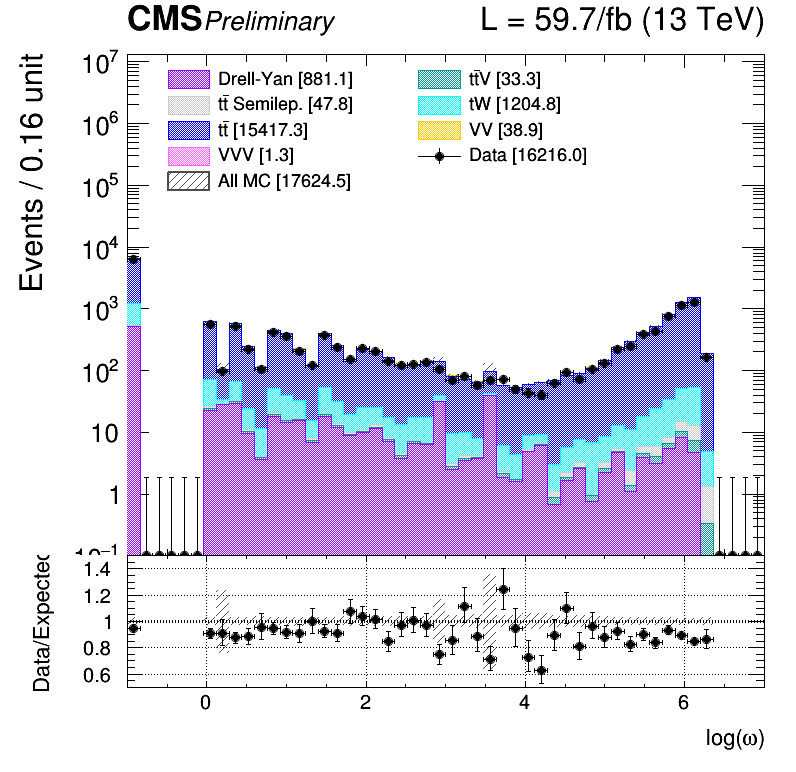 CMS Preliminary L = 59.7/fb (13 TeV)
Events / 0.16 unit
10⁷
10⁶
10⁵
10⁴
10³
10²
10
1
10⁻¹
Drell-Yan [881.1]
tt̄ Semilep. [47.8]
tt̄ [15417.3]
VVV [1.3]
All MC [17624.5]
tt̄V [33.3]
tW [1204.8]
VV [38.9]
Data [16216.0]
Data/Expected
1.4
1.2
1
0.8
0.6
0 2 4 6
log(ω)